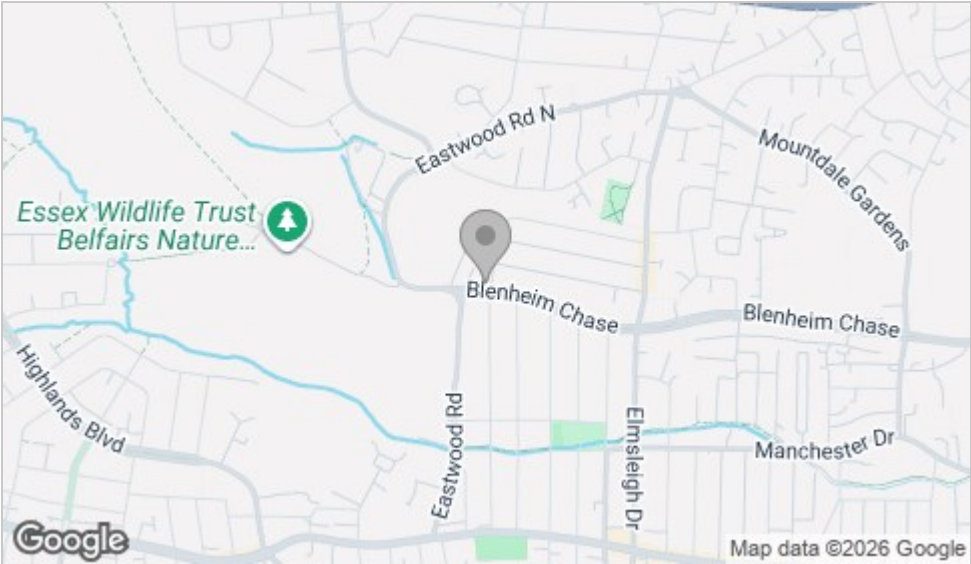 Eastwood Rd N
Mountdale Gardens
Essex Wildlife Trust
Belfairs Nature...
Blenheim Chase
Blenheim Chase
Highlands Blvd
Eastwood Rd
Elmsleigh Dr
Manchester Dr
Google
Map data ©2026 Google